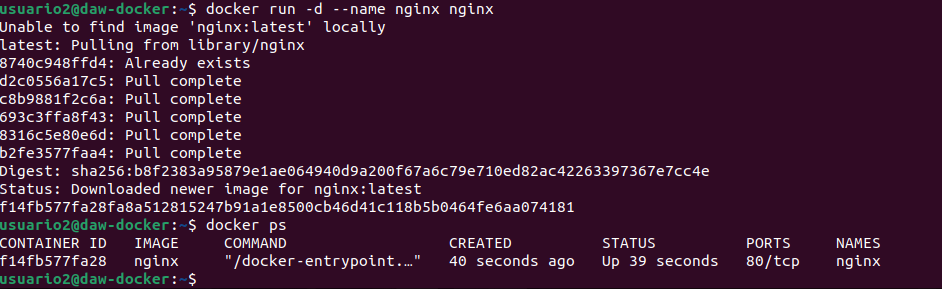 usuario2@daw-docker:~$ docker run -d --name nginx nginx
Unable to find image 'nginx:latest' locally
latest: Pulling from library/nginx
8740c948ffd4: Already exists
d2c0556a17c5: Pull complete
c8b9881f2c6a: Pull complete
693c3ffa8f43: Pull complete
8316c5e80e6d: Pull complete
b2fe3577faa4: Pull complete
Digest: sha256:b8f2383a95879e1ae064940d9a200f67a6c79e710ed82ac42263397367e7cc4e
Status: Downloaded newer image for nginx:latest
f14fb577fa28fa8a512815247b91a1e8500cb46d41c118b5b0464fe6aa074181
usuario2@daw-docker:~$ docker ps
CONTAINER ID   IMAGE     COMMAND                  CREATED          STATUS          PORTS     NAMES
f14fb577fa28   nginx     "/docker-entrypoint.…"   40 seconds ago   Up 39 seconds   80/tcp    nginx
usuario2@daw-docker:~$